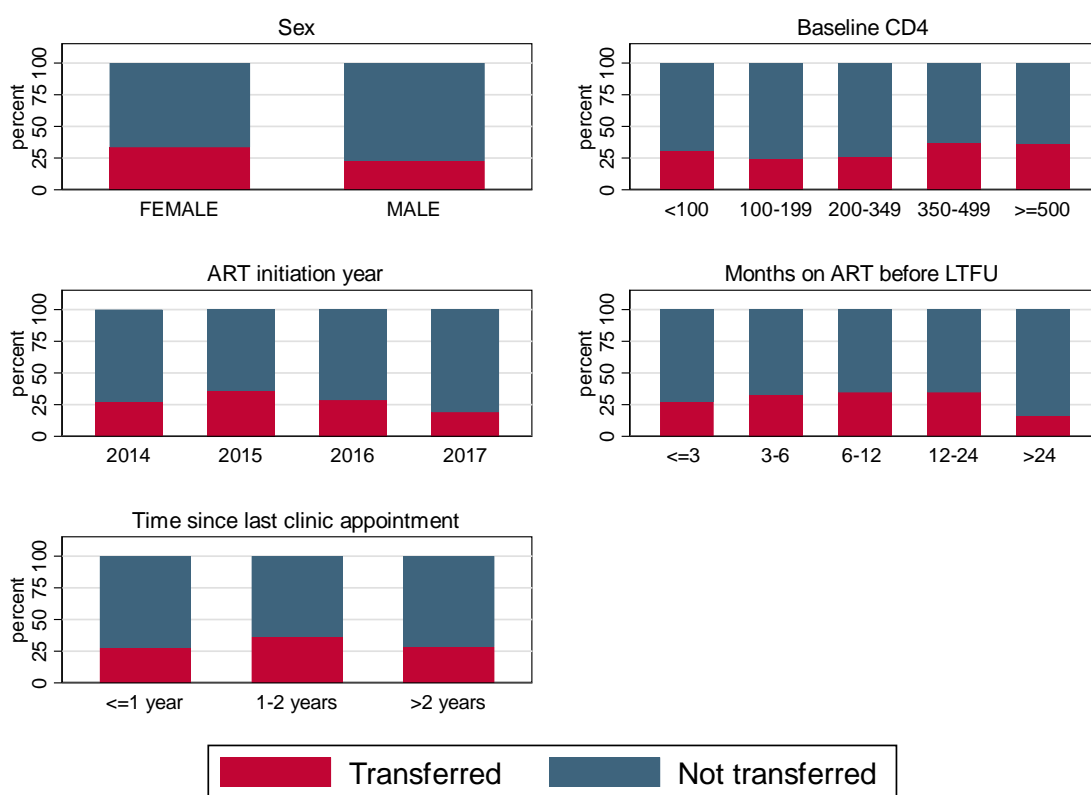 Sex
percent
0 25 50 75 100
FEMALE MALE
Baseline CD4
percent
0 25 50 75 100
<100 100-199 200-349 350-499 >=500
ART initiation year
percent
0 25 50 75 100
2014 2015 2016 2017
Months on ART before LTFU
percent
0 25 50 75 100
<=3 3-6 6-12 12-24 >24
Time since last clinic appointment
percent
0 25 50 75 100
<=1 year 1-2 years >2 years
Transferred Not transferred